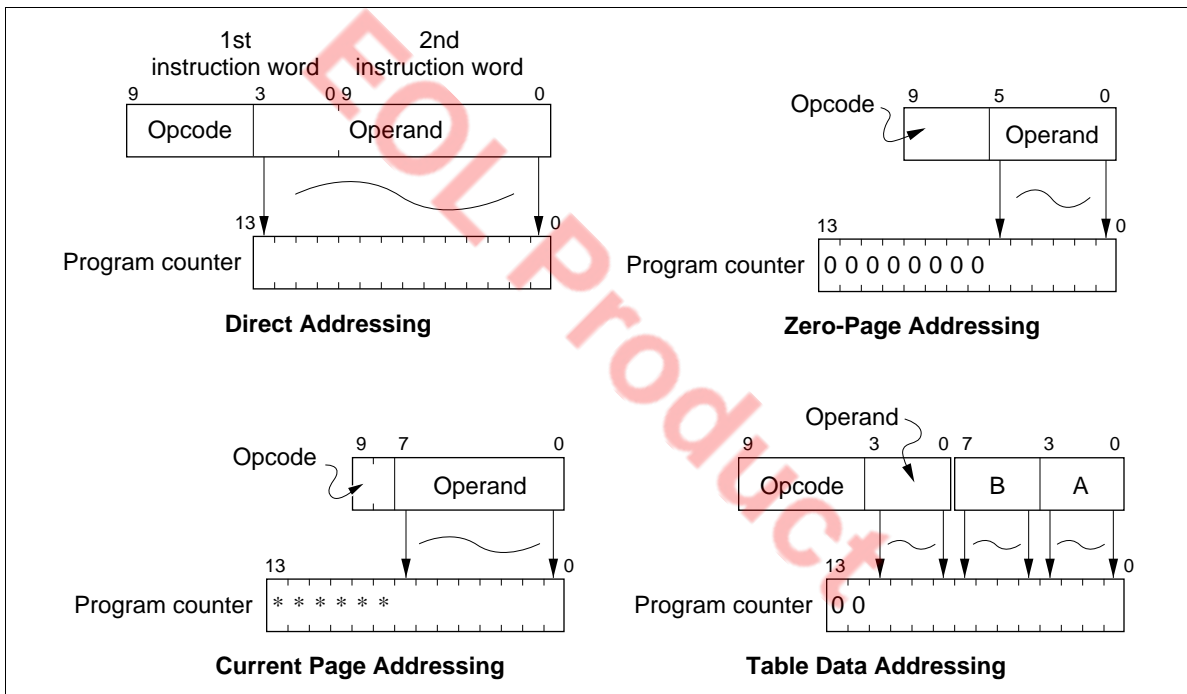 1st instruction word
2nd instruction word
9 3 0 9 0
Opcode Operand
13 0
Program counter
Direct Addressing
Opcode
9 5 0
Operand
13 0
Program counter 0 0 0 0 0 0 0 0
Zero-Page Addressing
Opcode
9 7 0
Operand
13 0
Program counter * * * * * *
Current Page Addressing
Operand
9 3 0 7 3 0
Opcode B A
13 0
Program counter 0 0
Table Data Addressing
EOL Product